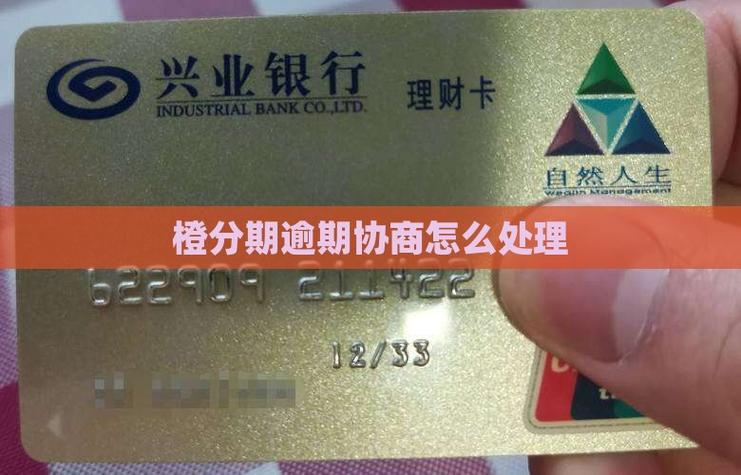 兴业银行
INDUSTRIAL BANK CO.,LTD.
理财卡
自然人生
Wealth Management
橙分期逾期协商怎么处理
622909 211422
12/33